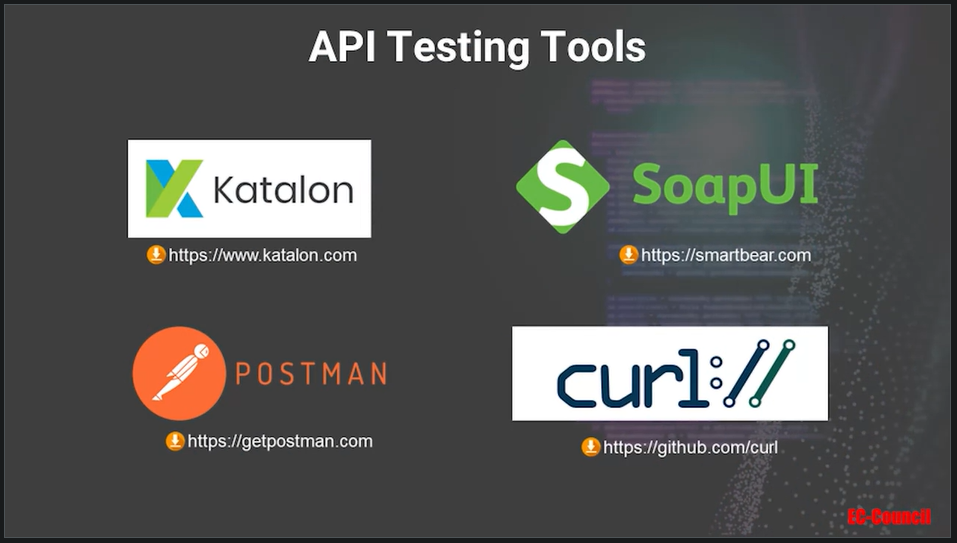 API Testing Tools
Katalon
https://www.katalon.com
SoapUI
https://smartbear.com
POSTMAN
https://getpostman.com
curl://
https://github.com/curl
EC-Council